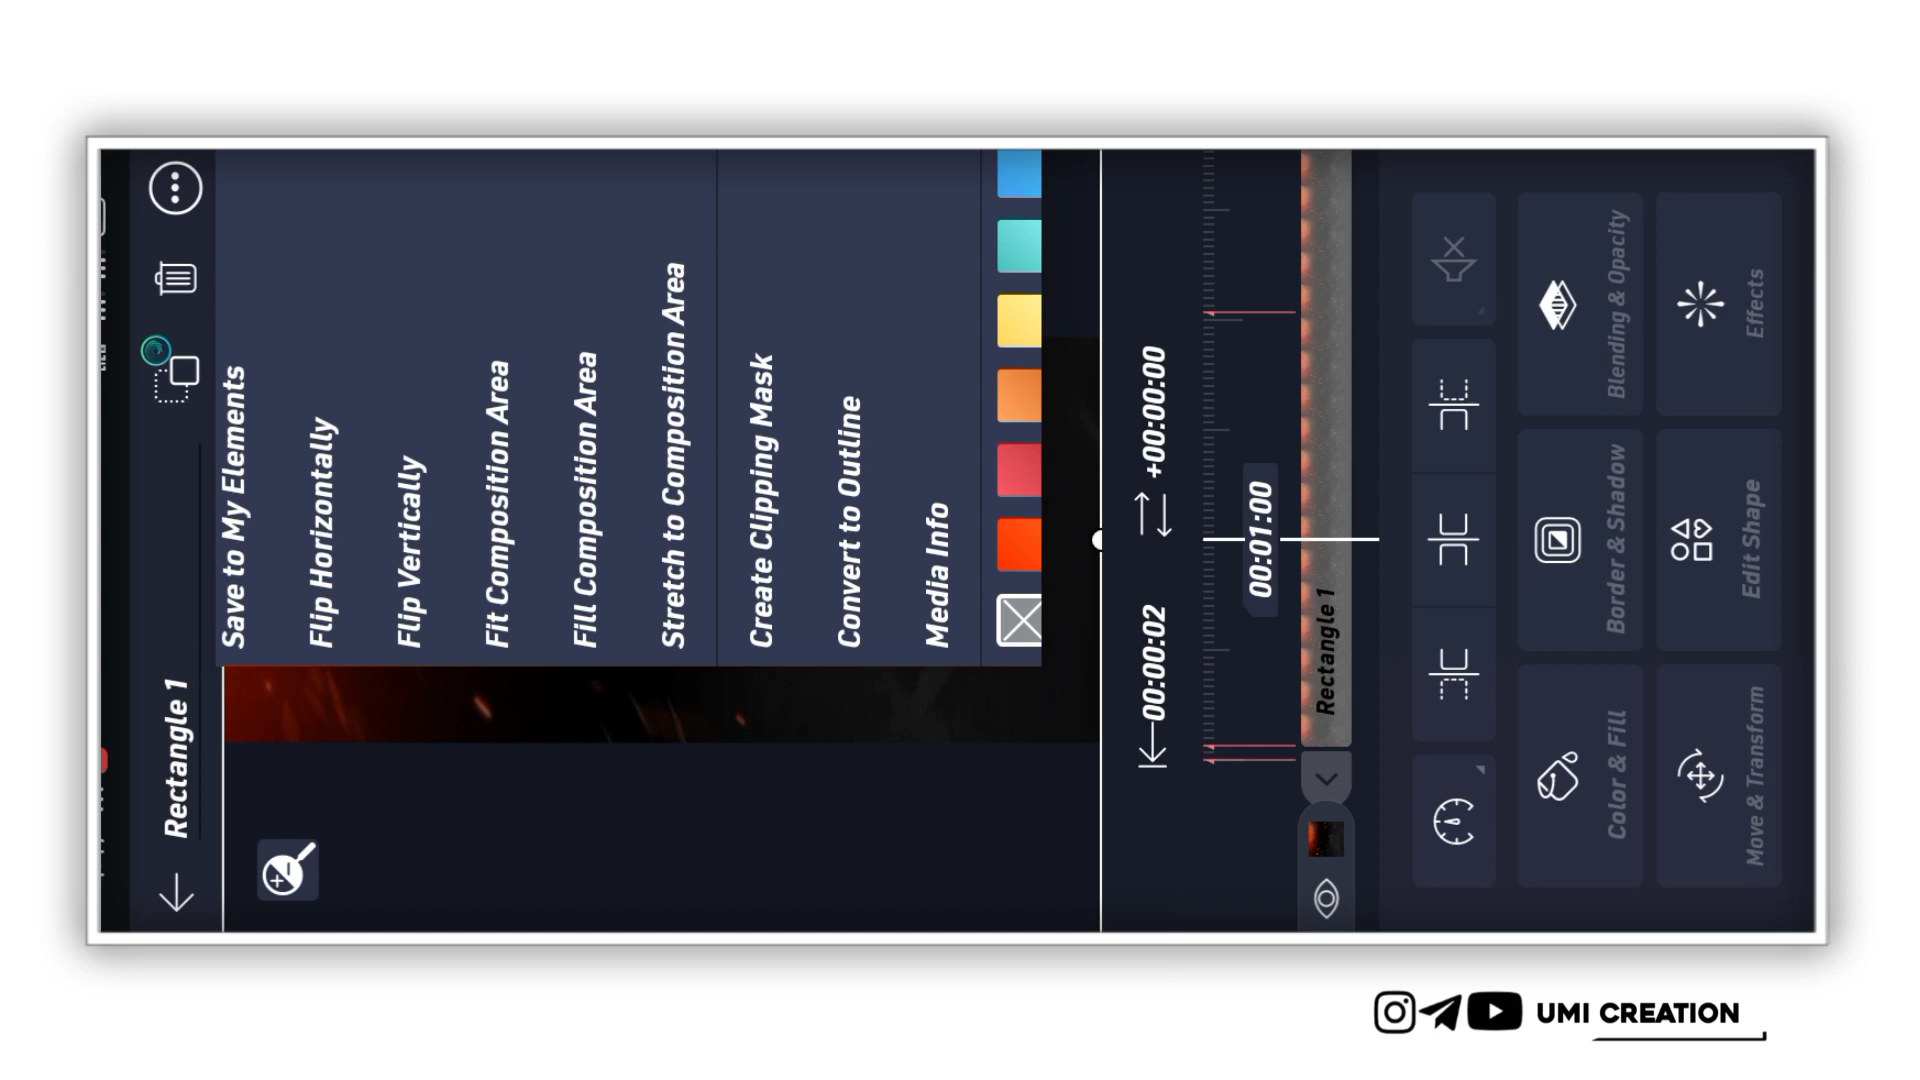 Rectangle 1
Save to My Elements
Flip Horizontally
Flip Vertically
Fit Composition Area
Fill Composition Area
Stretch to Composition Area
Create Clipping Mask
Convert to Outline
Media Info
00:00:02
+00:00:00
00:01:00
Rectangle 1
Color & Fill
Border & Shadow
Blending & Opacity
Move & Transform
Edit Shape
Effects
UMI CREATION